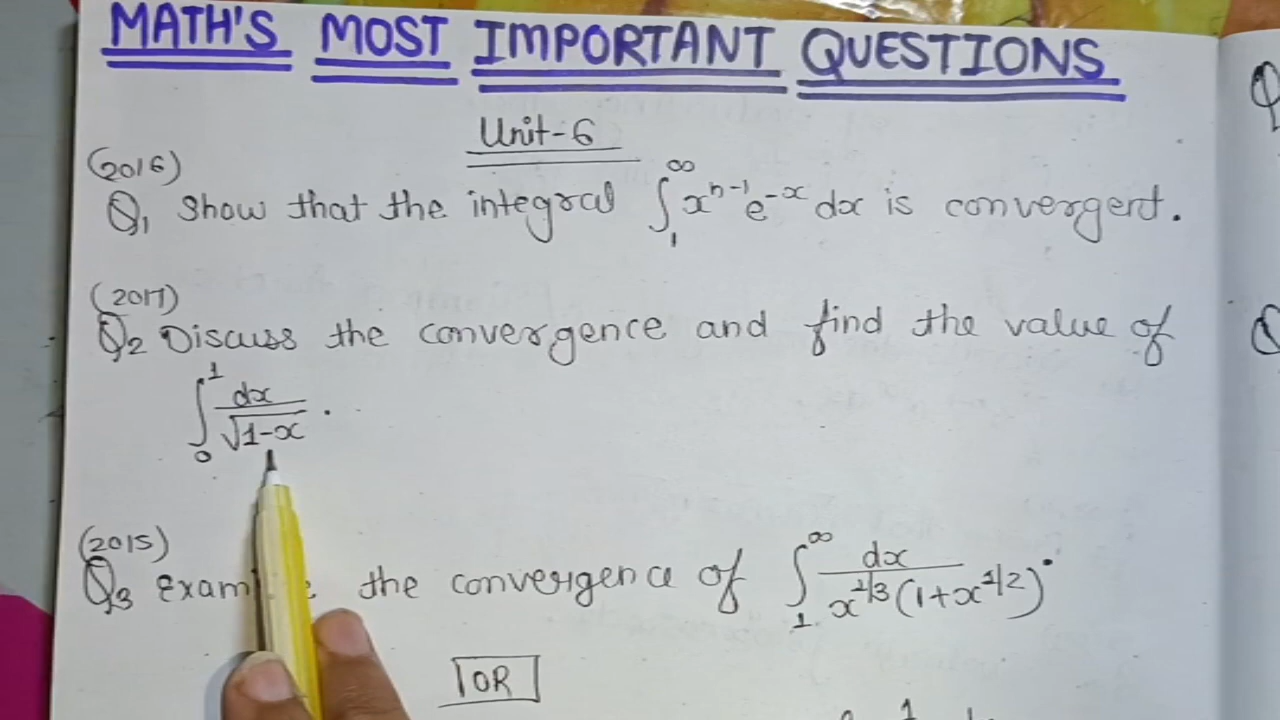 MATH'S MOST IMPORTANT QUESTIONS
Unit-6
(2016)
Q1 Show that the integral ∫₁^∞ xⁿ⁻¹e⁻ˣ dx is convergent.
(2017)
Q2 Discuss the convergence and find the value of
∫₀¹ dx/√(1-x) .
(2015)
Q3 the convergence of ∫₁^∞ dx/(x^1/3(1+x^1/2)).
OR